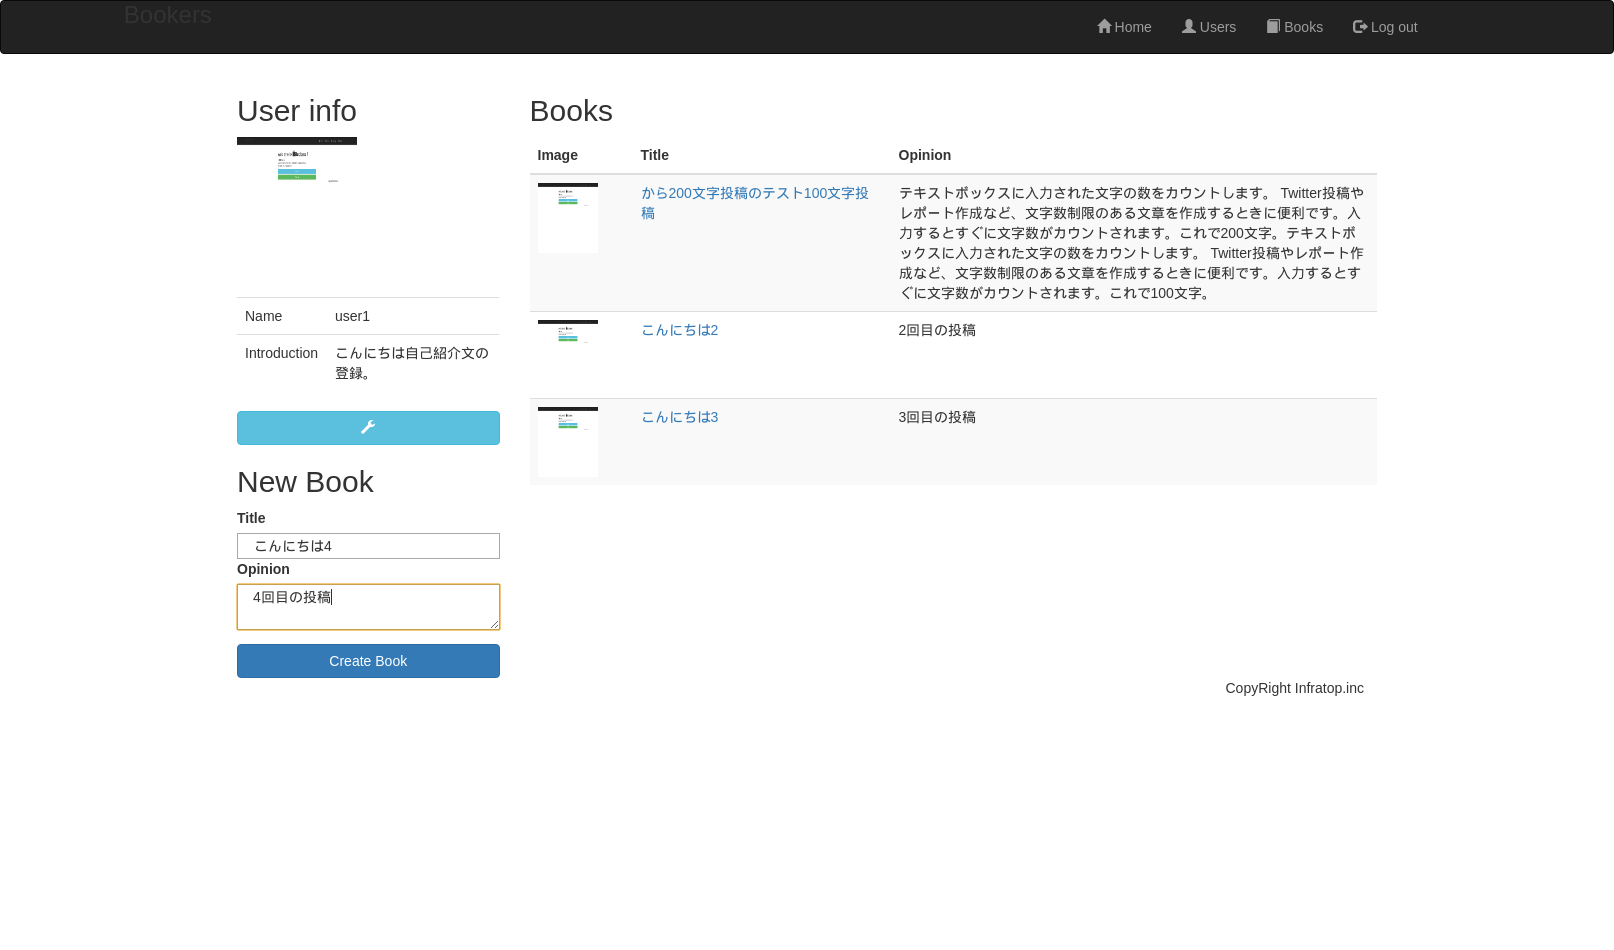 Bookers
Home Users Books Log out
User info
Name user1
Introduction こんにちは自己紹介文の
登録。
New Book
Title
こんにちは4
Opinion
4回目の投稿
Create Book
Books
Image Title Opinion
から200文字投稿のテスト100文字投
稿
テキストボックスに入力された文字の数をカウントします。 Twitter投稿や
レポート作成など、文字数制限のある文章を作成するときに便利です。入
力するとすぐに文字数がカウントされます。これで200文字。テキストボ
ックスに入力された文字の数をカウントします。 Twitter投稿やレポート作
成など、文字数制限のある文章を作成するときに便利です。入力するとす
ぐに文字数がカウントされます。これで100文字。
こんにちは2 2回目の投稿
こんにちは3 3回目の投稿
CopyRight Infratop.inc